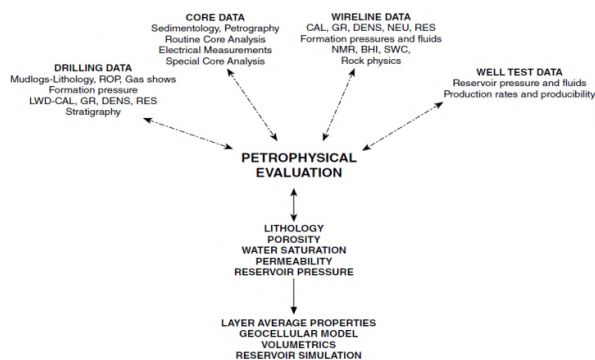 CORE DATA
Sedimentology, Petrography
Routine Core Analysis
Electrical Measurements
Special Core Analysis
WIRELINE DATA
CAL, GR, DENS, NEU, RES
Formation pressures and fluids
NMR, BHI, SWC,
Rock physics
DRILLING DATA
Mudlogs-Lithology, ROP, Gas shows
Formation pressure
LWD-CAL, GR, DENS, RES
Stratigraphy
WELL TEST DATA
Reservoir pressure and fluids
Production rates and producibility
PETROPHYSICAL
EVALUATION
LITHOLOGY
POROSITY
WATER SATURATION
PERMEABILITY
RESERVOIR PRESSURE
LAYER AVERAGE PROPERTIES
GEOCELLULAR MODEL
VOLUMETRICS
RESERVOIR SIMULATION